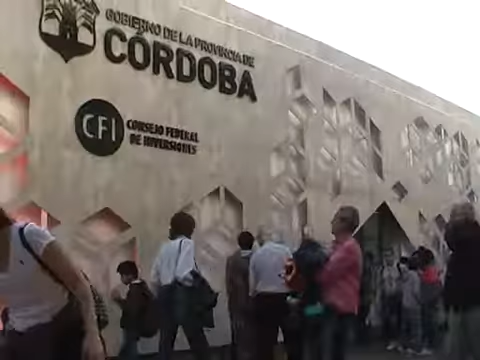 GOBIERNO DE LA PROVINCIA DE
CÓRDOBA
CFI
CONSEJO FEDERAL
DE INVERSIONES